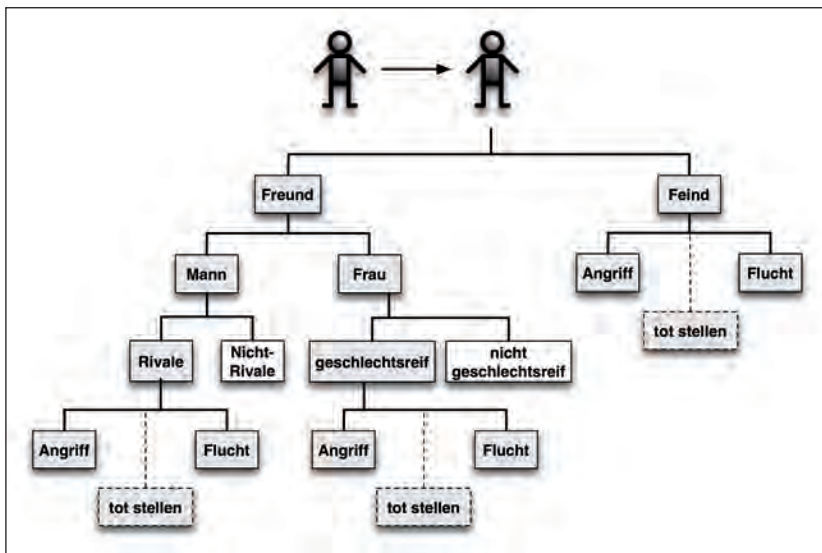 Freund
Feind
Mann
Frau
Angriff
Flucht
tot stellen
Rivale
Nicht-
Rivale
geschlechtsreif
nicht
geschlechtsreif
Angriff
Flucht
Angriff
Flucht
tot stellen
tot stellen